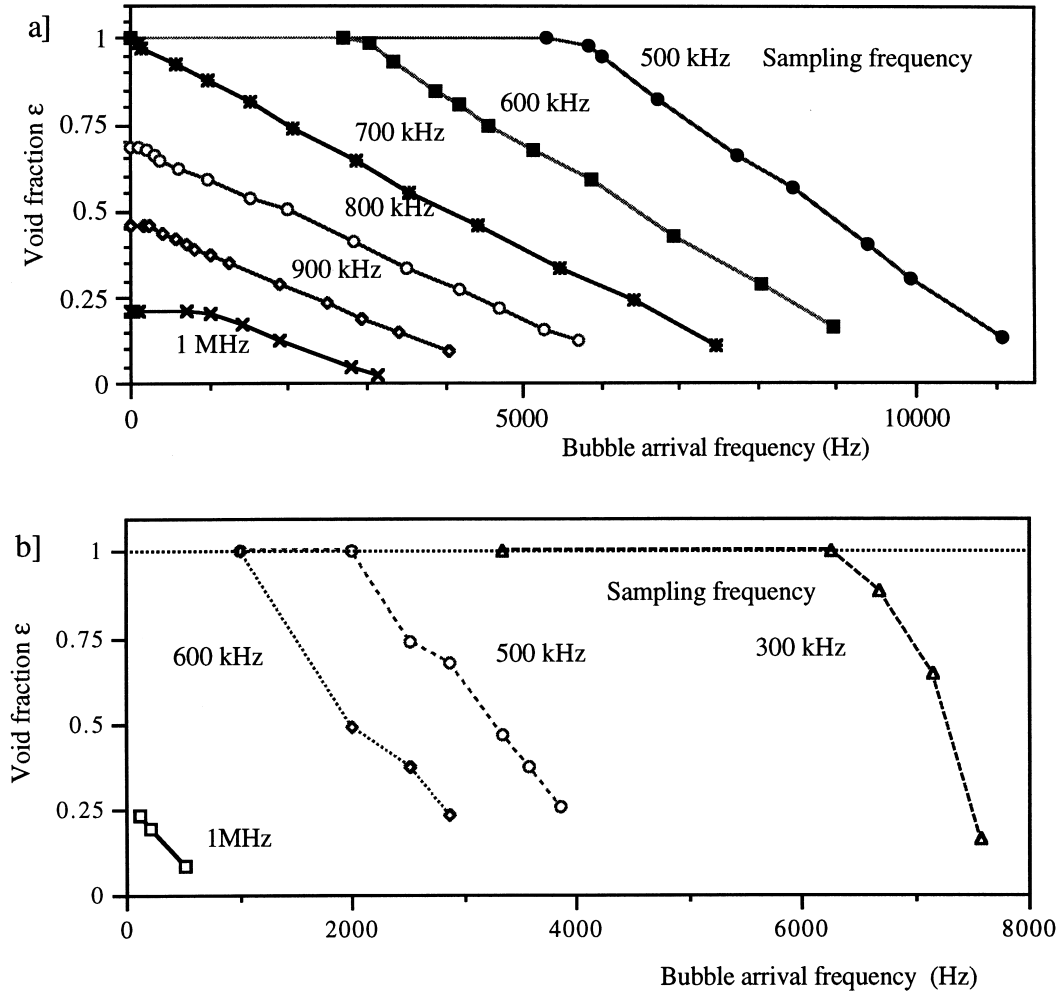 a]
1
0.75
0.5
0.25
0
Void fraction ε
500 kHz Sampling frequency
600 kHz
700 kHz
800 kHz
900 kHz
1 MHz
0 5000 10000
Bubble arrival frequency (Hz)
b]
1
0.75
0.5
0.25
0
Void fraction ε
Sampling frequency
600 kHz 500 kHz 300 kHz
1MHz
0 2000 4000 6000 8000
Bubble arrival frequency (Hz)